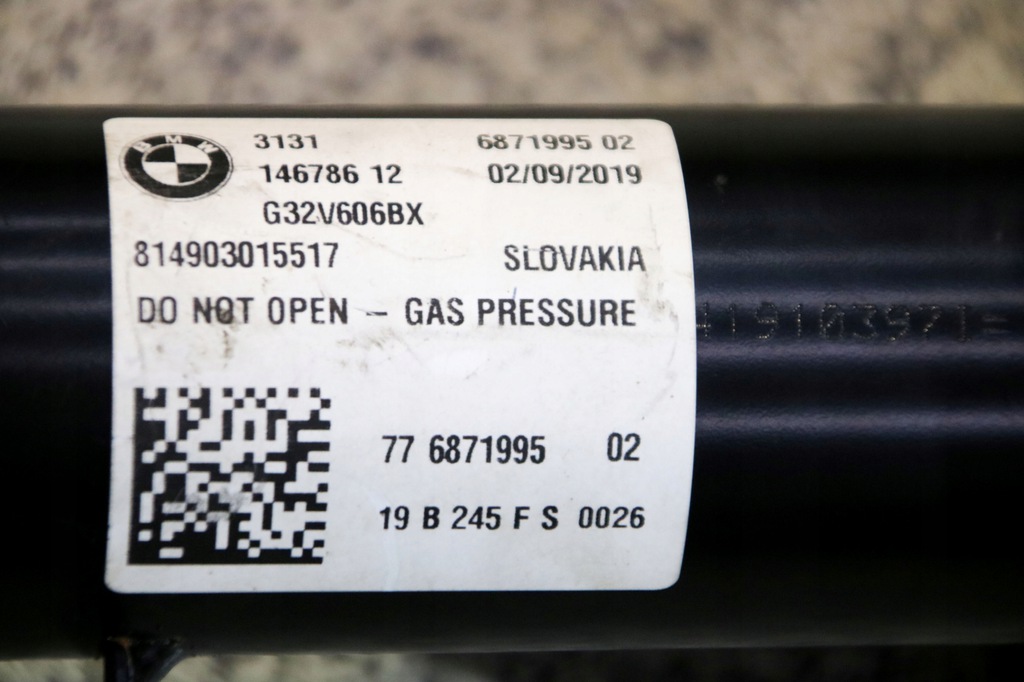 BMW
3131 6871995 02
146786 12 02/09/2019
G32V606BX
814903015517 SLOVAKIA
DO NOT OPEN – GAS PRESSURE
77 6871995 02
19 B 245 F S 0026